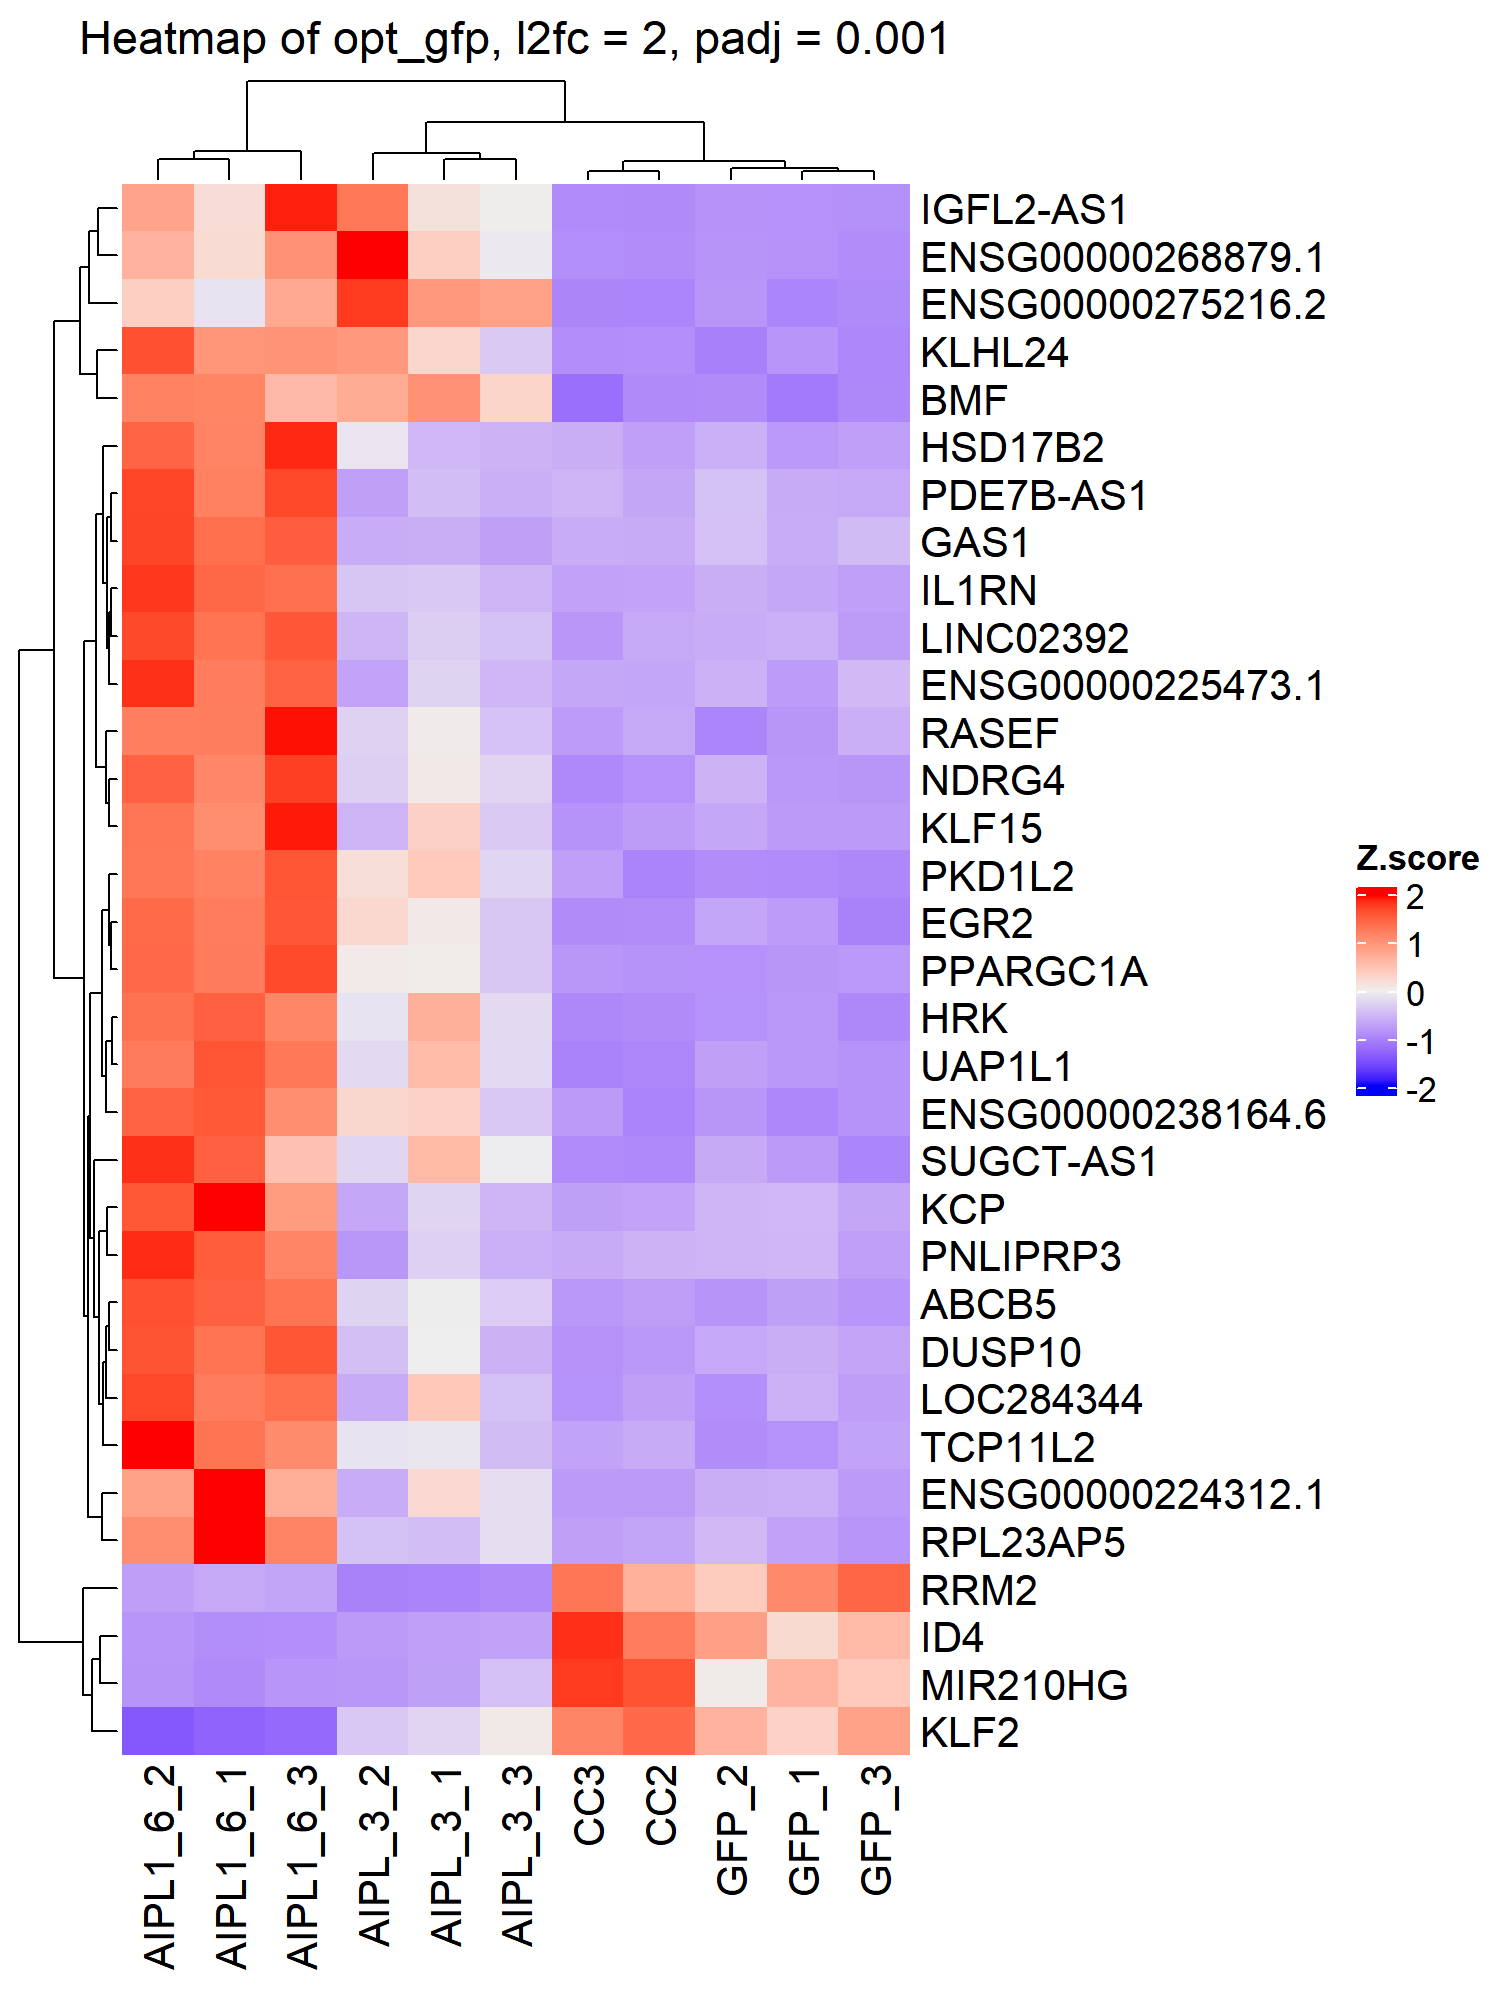 Heatmap of opt_gfp, l2fc = 2, padj = 0.001
IGFL2-AS1
ENSG00000268879.1
ENSG00000275216.2
KLHL24
BMF
HSD17B2
PDE7B-AS1
GAS1
IL1RN
LINC02392
ENSG00000225473.1
RASEF
NDRG4
KLF15
PKD1L2
EGR2
PPARGC1A
HRK
UAP1L1
ENSG00000238164.6
SUGCT-AS1
KCP
PNLIPRP3
ABCB5
DUSP10
LOC284344
TCP11L2
ENSG00000224312.1
RPL23AP5
RRM2
ID4
MIR210HG
KLF2
Z.score
2
1
0
-1
-2
AIPL1_6_2
AIPL1_6_1
AIPL1_6_3
AIPL_3_2
AIPL_3_1
AIPL_3_3
CC3
CC2
GFP_2
GFP_1
GFP_3